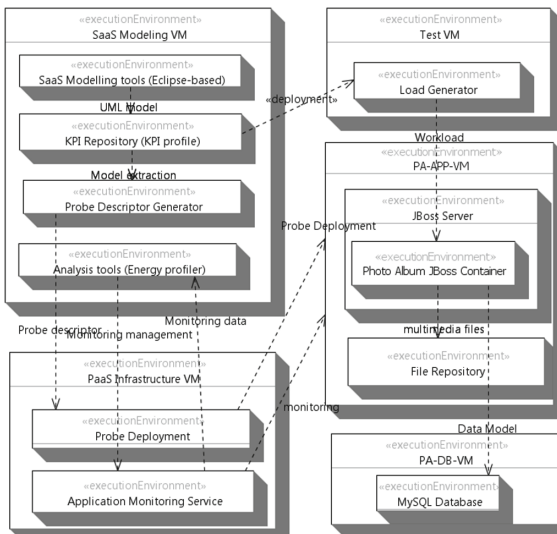 «executionEnvironment»
SaaS Modeling VM
«executionEnvironment»
SaaS Modelling tools (Eclipse-based)
UML Model
«executionEnvironment»
KPI Repository (KPI profile)
Model extraction
«executionEnvironment»
Probe Descriptor Generator
«executionEnvironment»
Analysis tools (Energy profiler)
«deployment»
«executionEnvironment»
Test VM
«executionEnvironment»
Load Generator
Workload
«executionEnvironment»
PA-APP-VM
«executionEnvironment»
JBoss Server
«executionEnvironment»
Photo Album JBoss Container
multimedia files
«executionEnvironment»
File Repository
Probe Deployment
Monitoring data
Probe descriptor
Monitoring management
«executionEnvironment»
PaaS Infrastructure VM
«executionEnvironment»
Probe Deployment
«executionEnvironment»
Application Monitoring Service
monitoring
Data Model
«executionEnvironment»
PA-DB-VM
«executionEnvironment»
MySQL Database